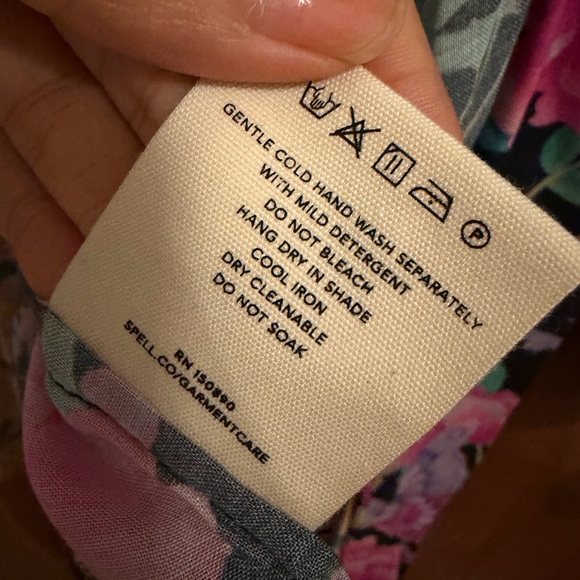 P
GENTLE COLD HAND WASH SEPARATELY
WITH MILD DETERGENT
DO NOT BLEACH
HANG DRY IN SHADE
COOL IRON
DRY CLEANABLE
DO NOT SOAK
RN 150890
SPELL.CO/GARMENTCARE